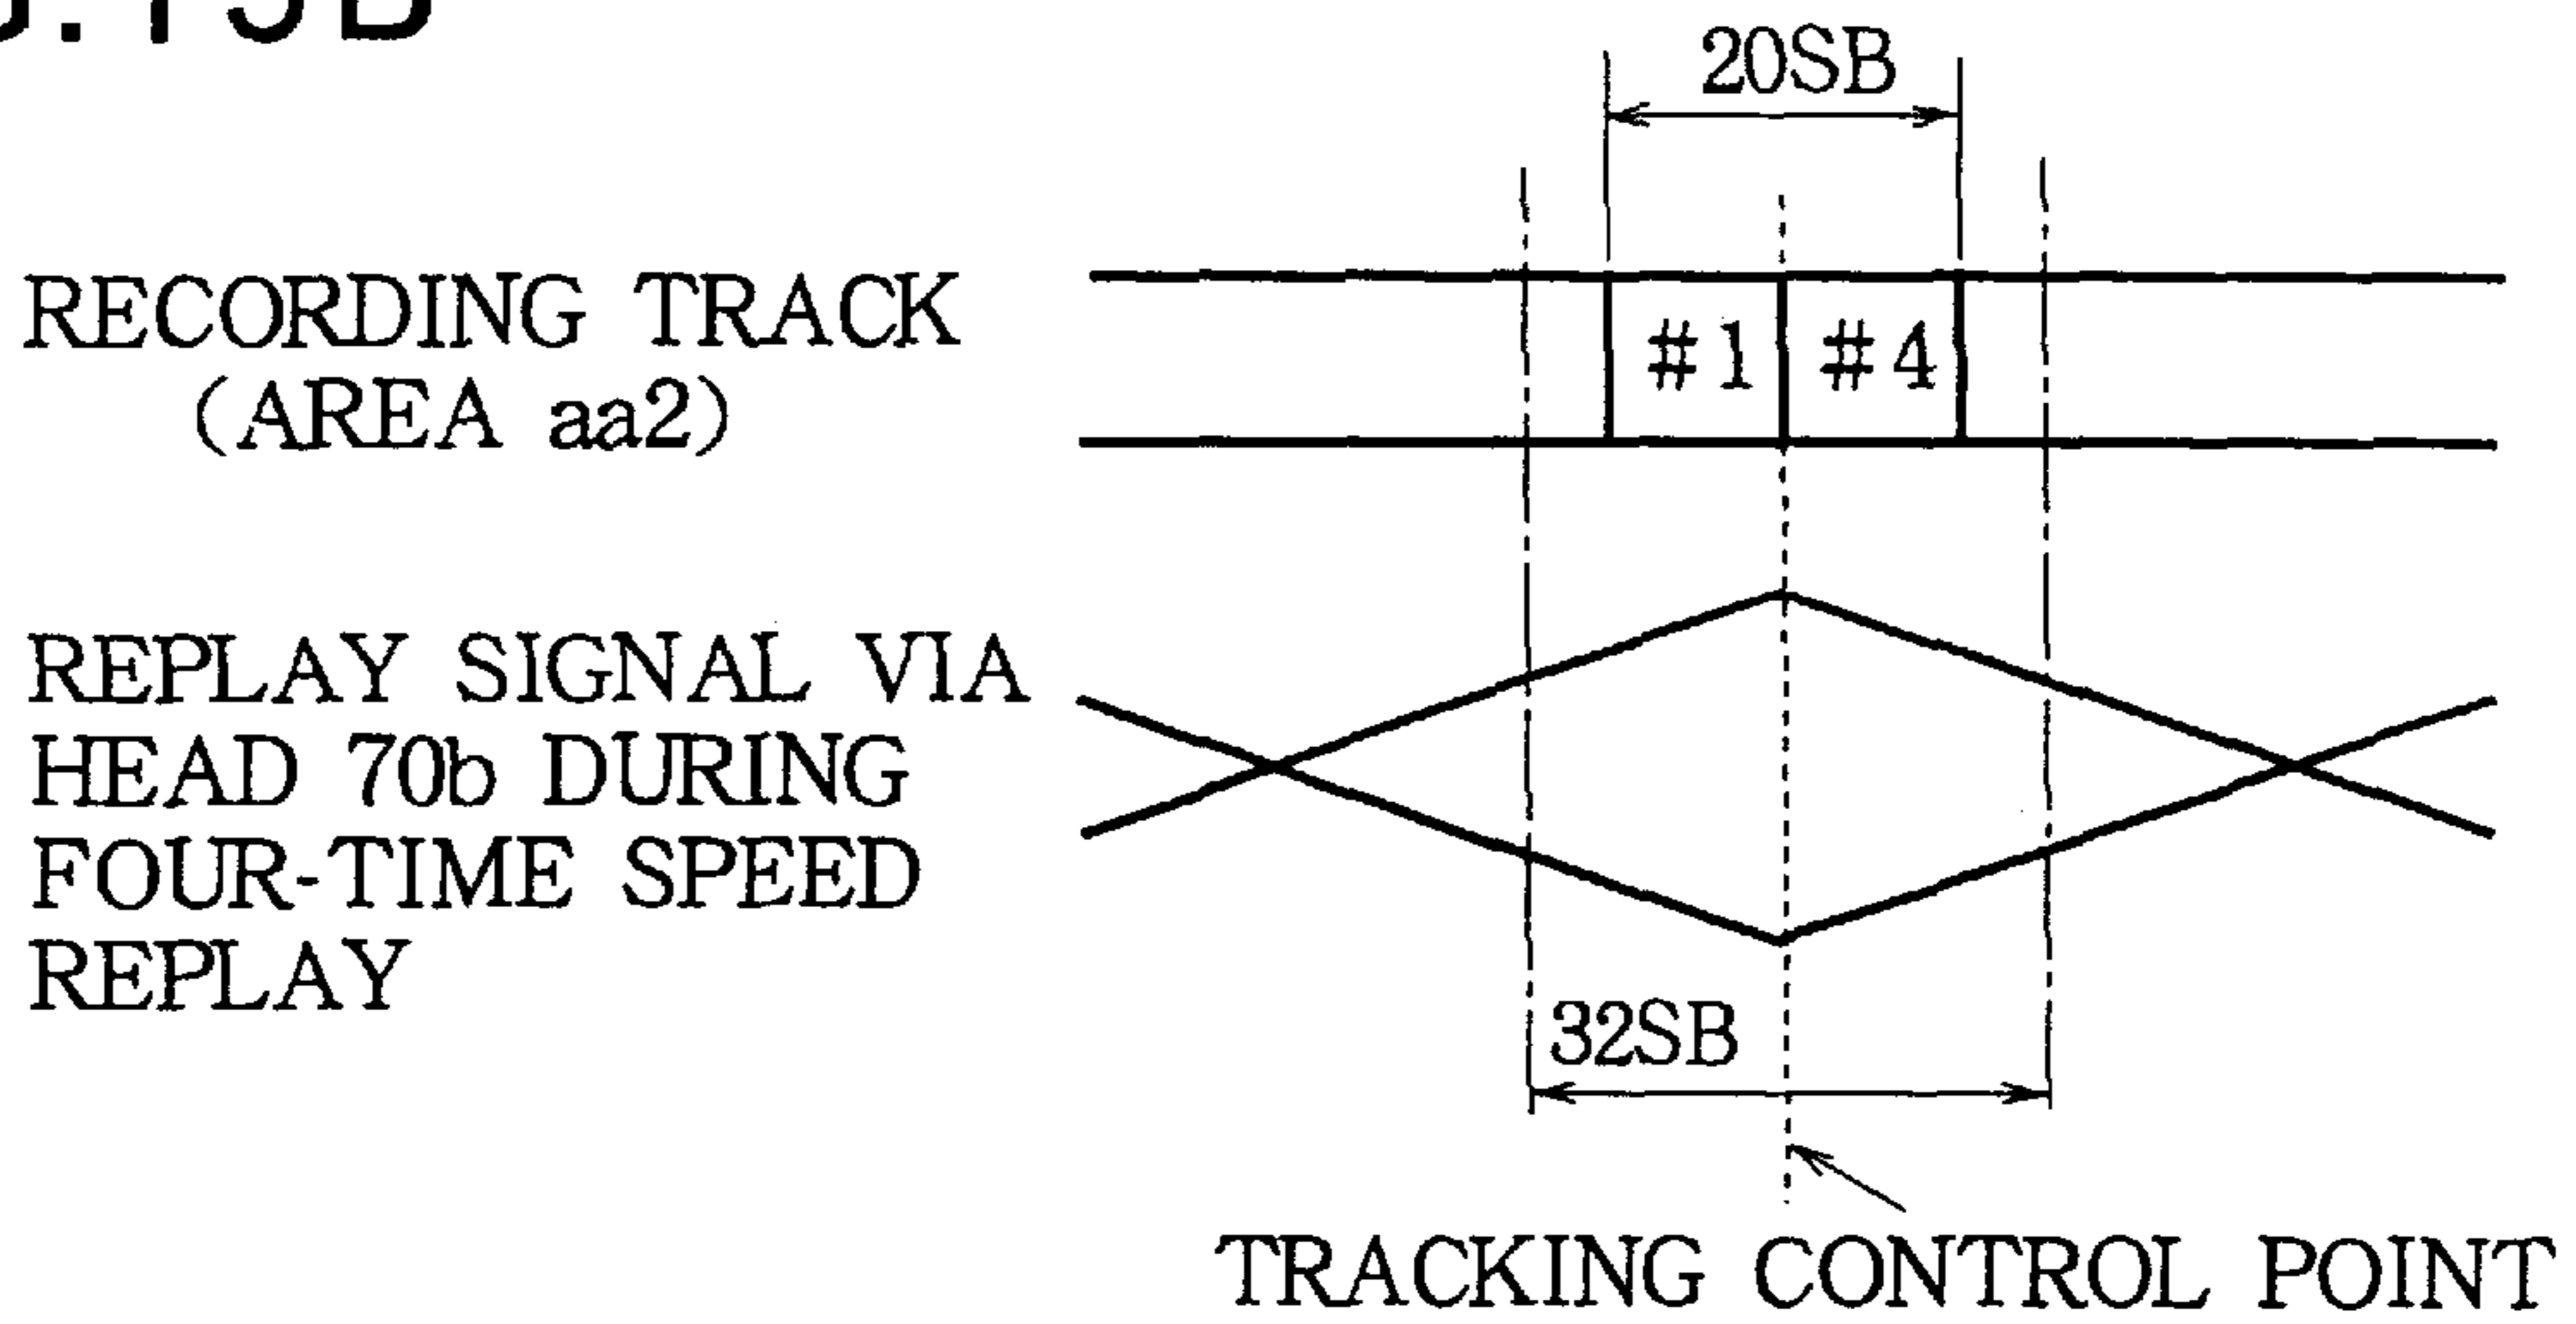 20SB
RECORDING TRACK
(AREA aa2)
#1 #4
REPLAY SIGNAL VIA
HEAD 70b DURING
FOUR-TIME SPEED
REPLAY
32SB
TRACKING CONTROL POINT